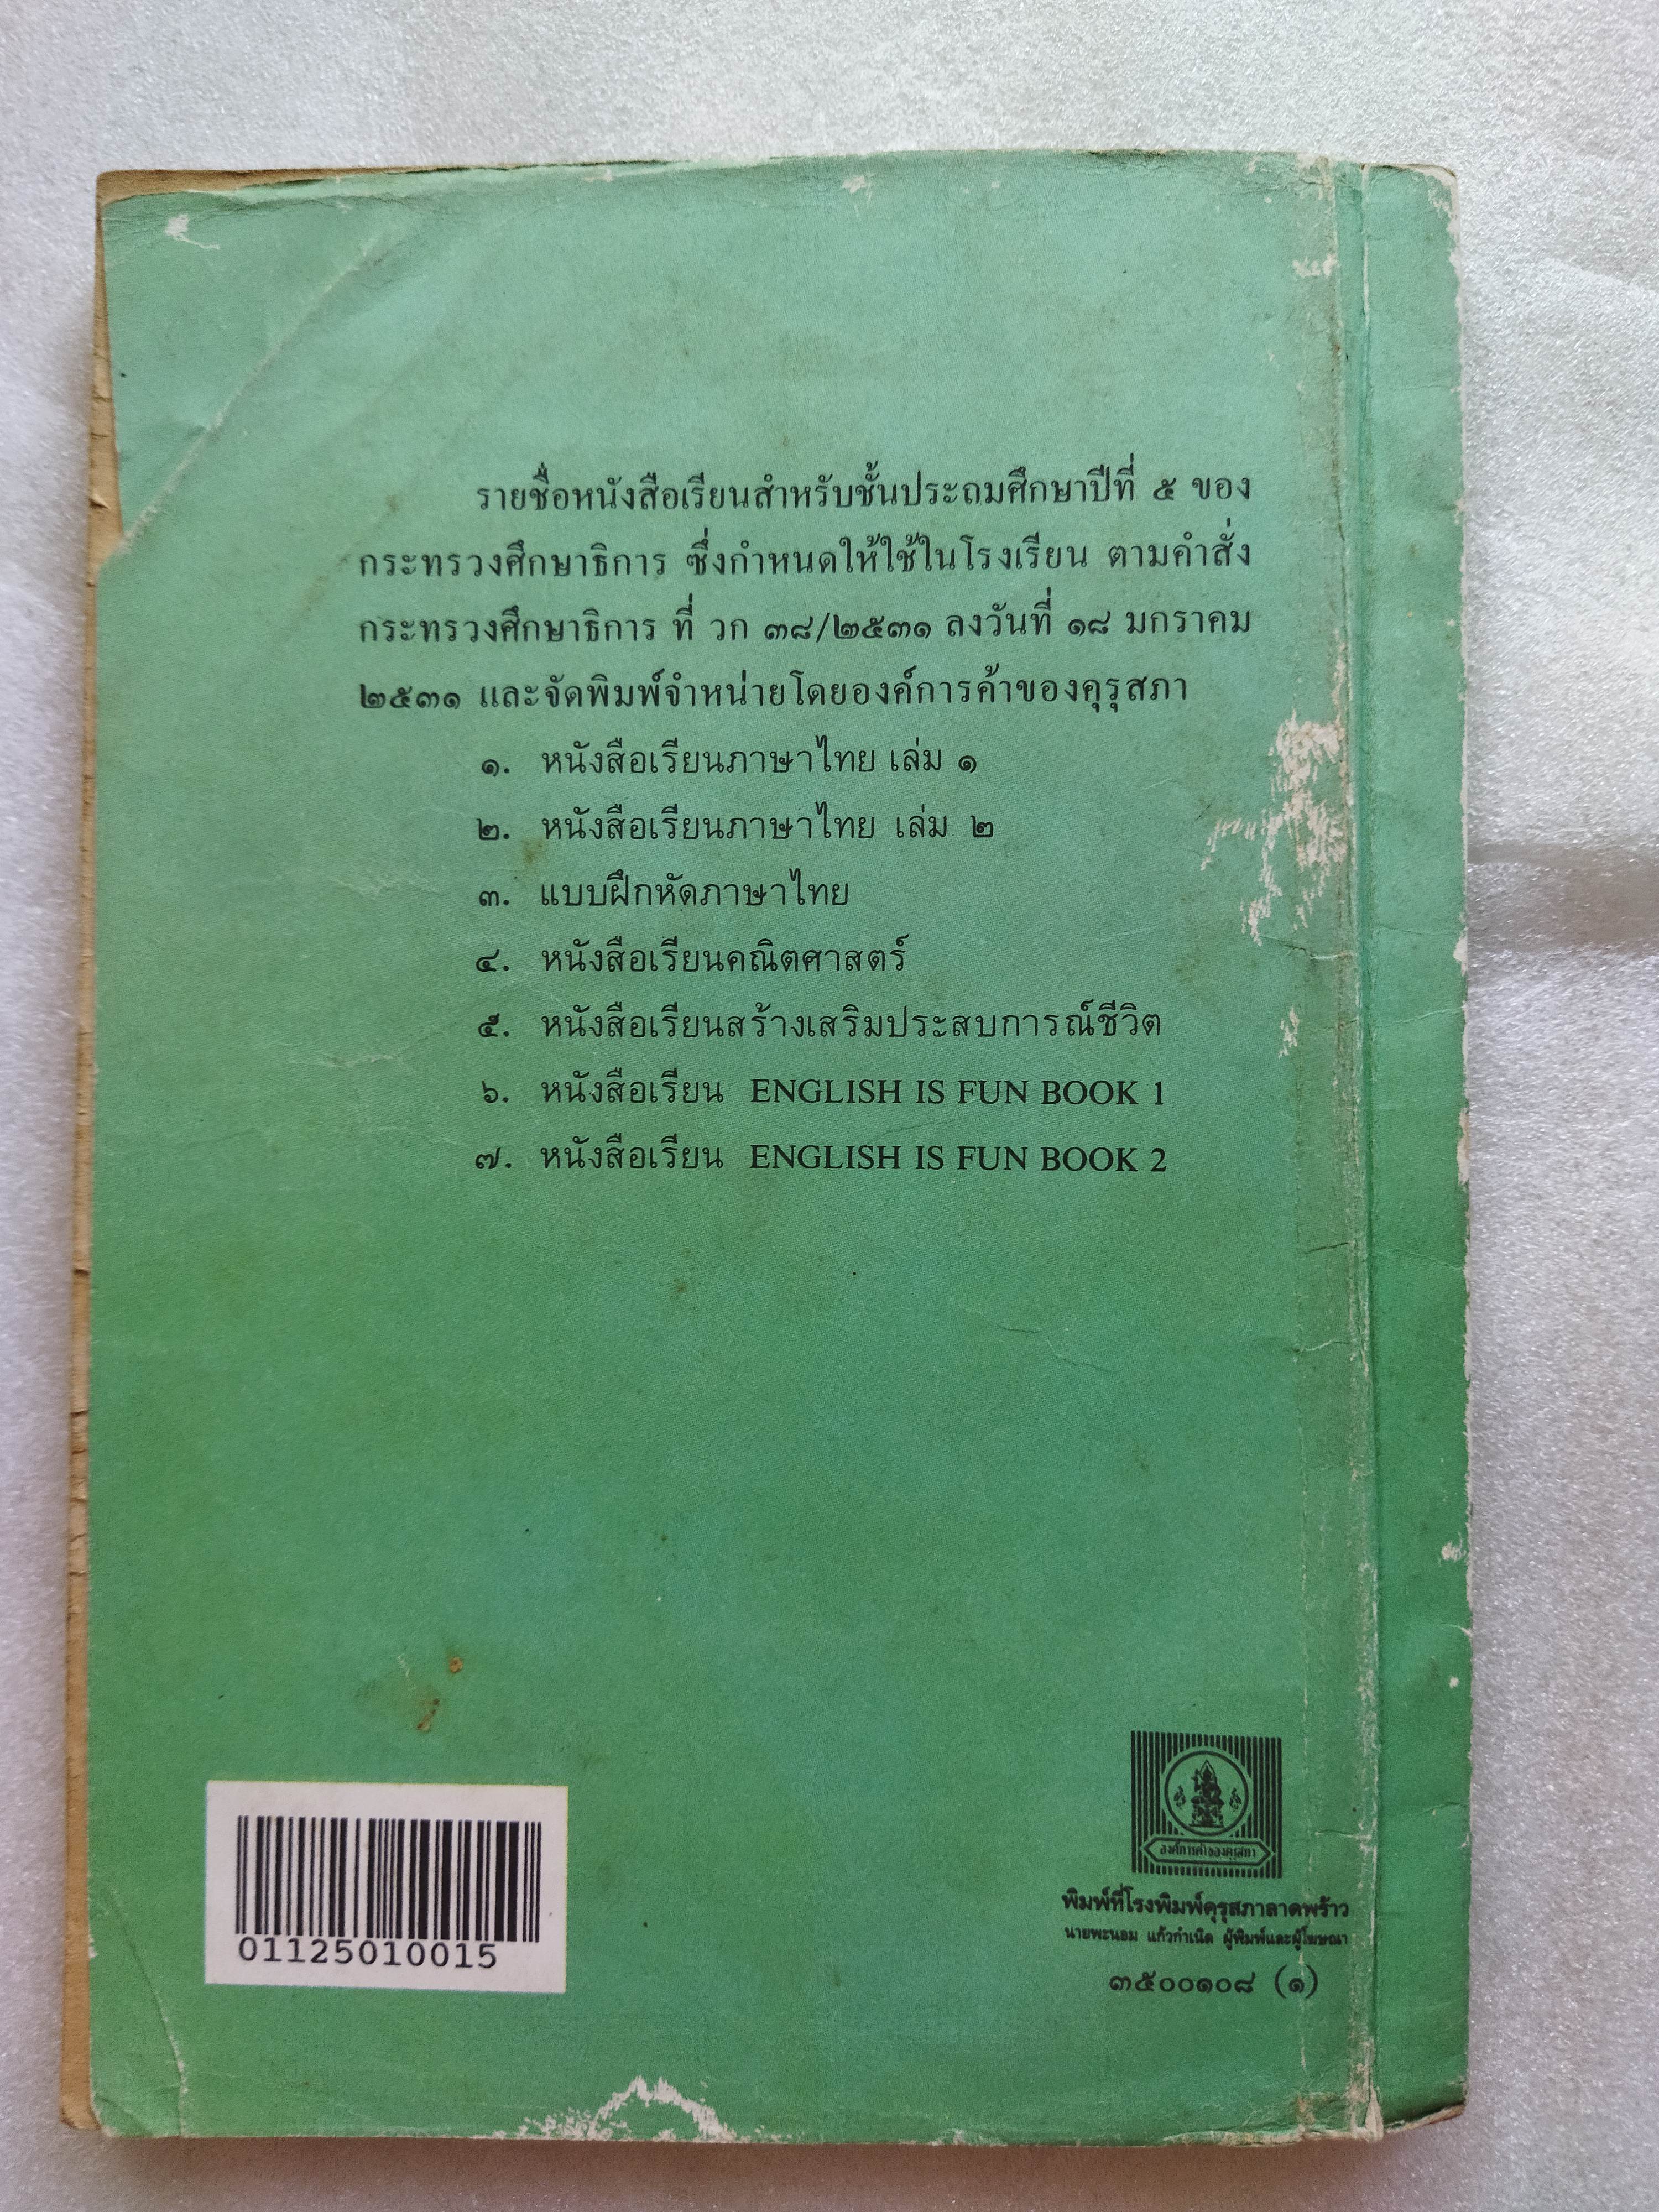 รายชื่อหนังสือเรียนสำหรับชั้นประถมศึกษาปีที่ ๕ ของ
กระทรวงศึกษาธิการ ซึ่งกำหนดให้ใช้ในโรงเรียน ตามคำสั่ง
กระทรวงศึกษาธิการ ที่ วก ๓๘/๒๕๓๑ ลงวันที่ ๑๘ มกราคม
๒๕๓๑ และจัดพิมพ์จำหน่ายโดยองค์การค้าของคุรุสภา
๑. หนังสือเรียนภาษาไทย เล่ม ๑
๒. หนังสือเรียนภาษาไทย เล่ม ๒
๓. แบบฝึกหัดภาษาไทย
๔. หนังสือเรียนคณิตศาสตร์
๕. หนังสือเรียนสร้างเสริมประสบการณ์ชีวิต
๖. หนังสือเรียน ENGLISH IS FUN BOOK 1
๗. หนังสือเรียน ENGLISH IS FUN BOOK 2
องค์การค้าของคุรุสภา
พิมพ์ที่โรงพิมพ์คุรุสภาลาดพร้าว
นายพะนอม แก้วกำเนิด ผู้พิมพ์และผู้โฆษณา
๓๕๐๐๑๐๘ (๑)
01125010015